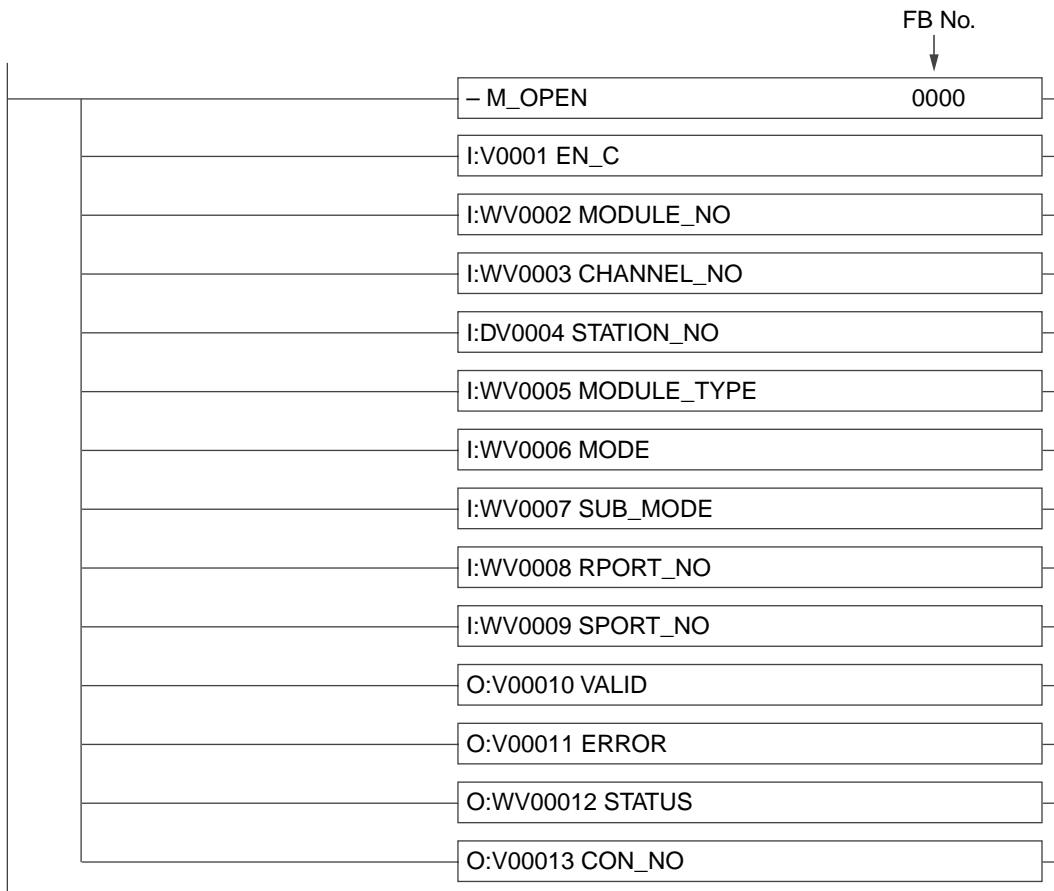 FB No.
– M_OPEN 0000
I:V0001 EN_C
I:WV0002 MODULE_NO
I:WV0003 CHANNEL_NO
I:DV0004 STATION_NO
I:WV0005 MODULE_TYPE
I:WV0006 MODE
I:WV0007 SUB_MODE
I:WV0008 RPORT_NO
I:WV0009 SPORT_NO
O:V00010 VALID
O:V00011 ERROR
O:WV00012 STATUS
O:V00013 CON_NO